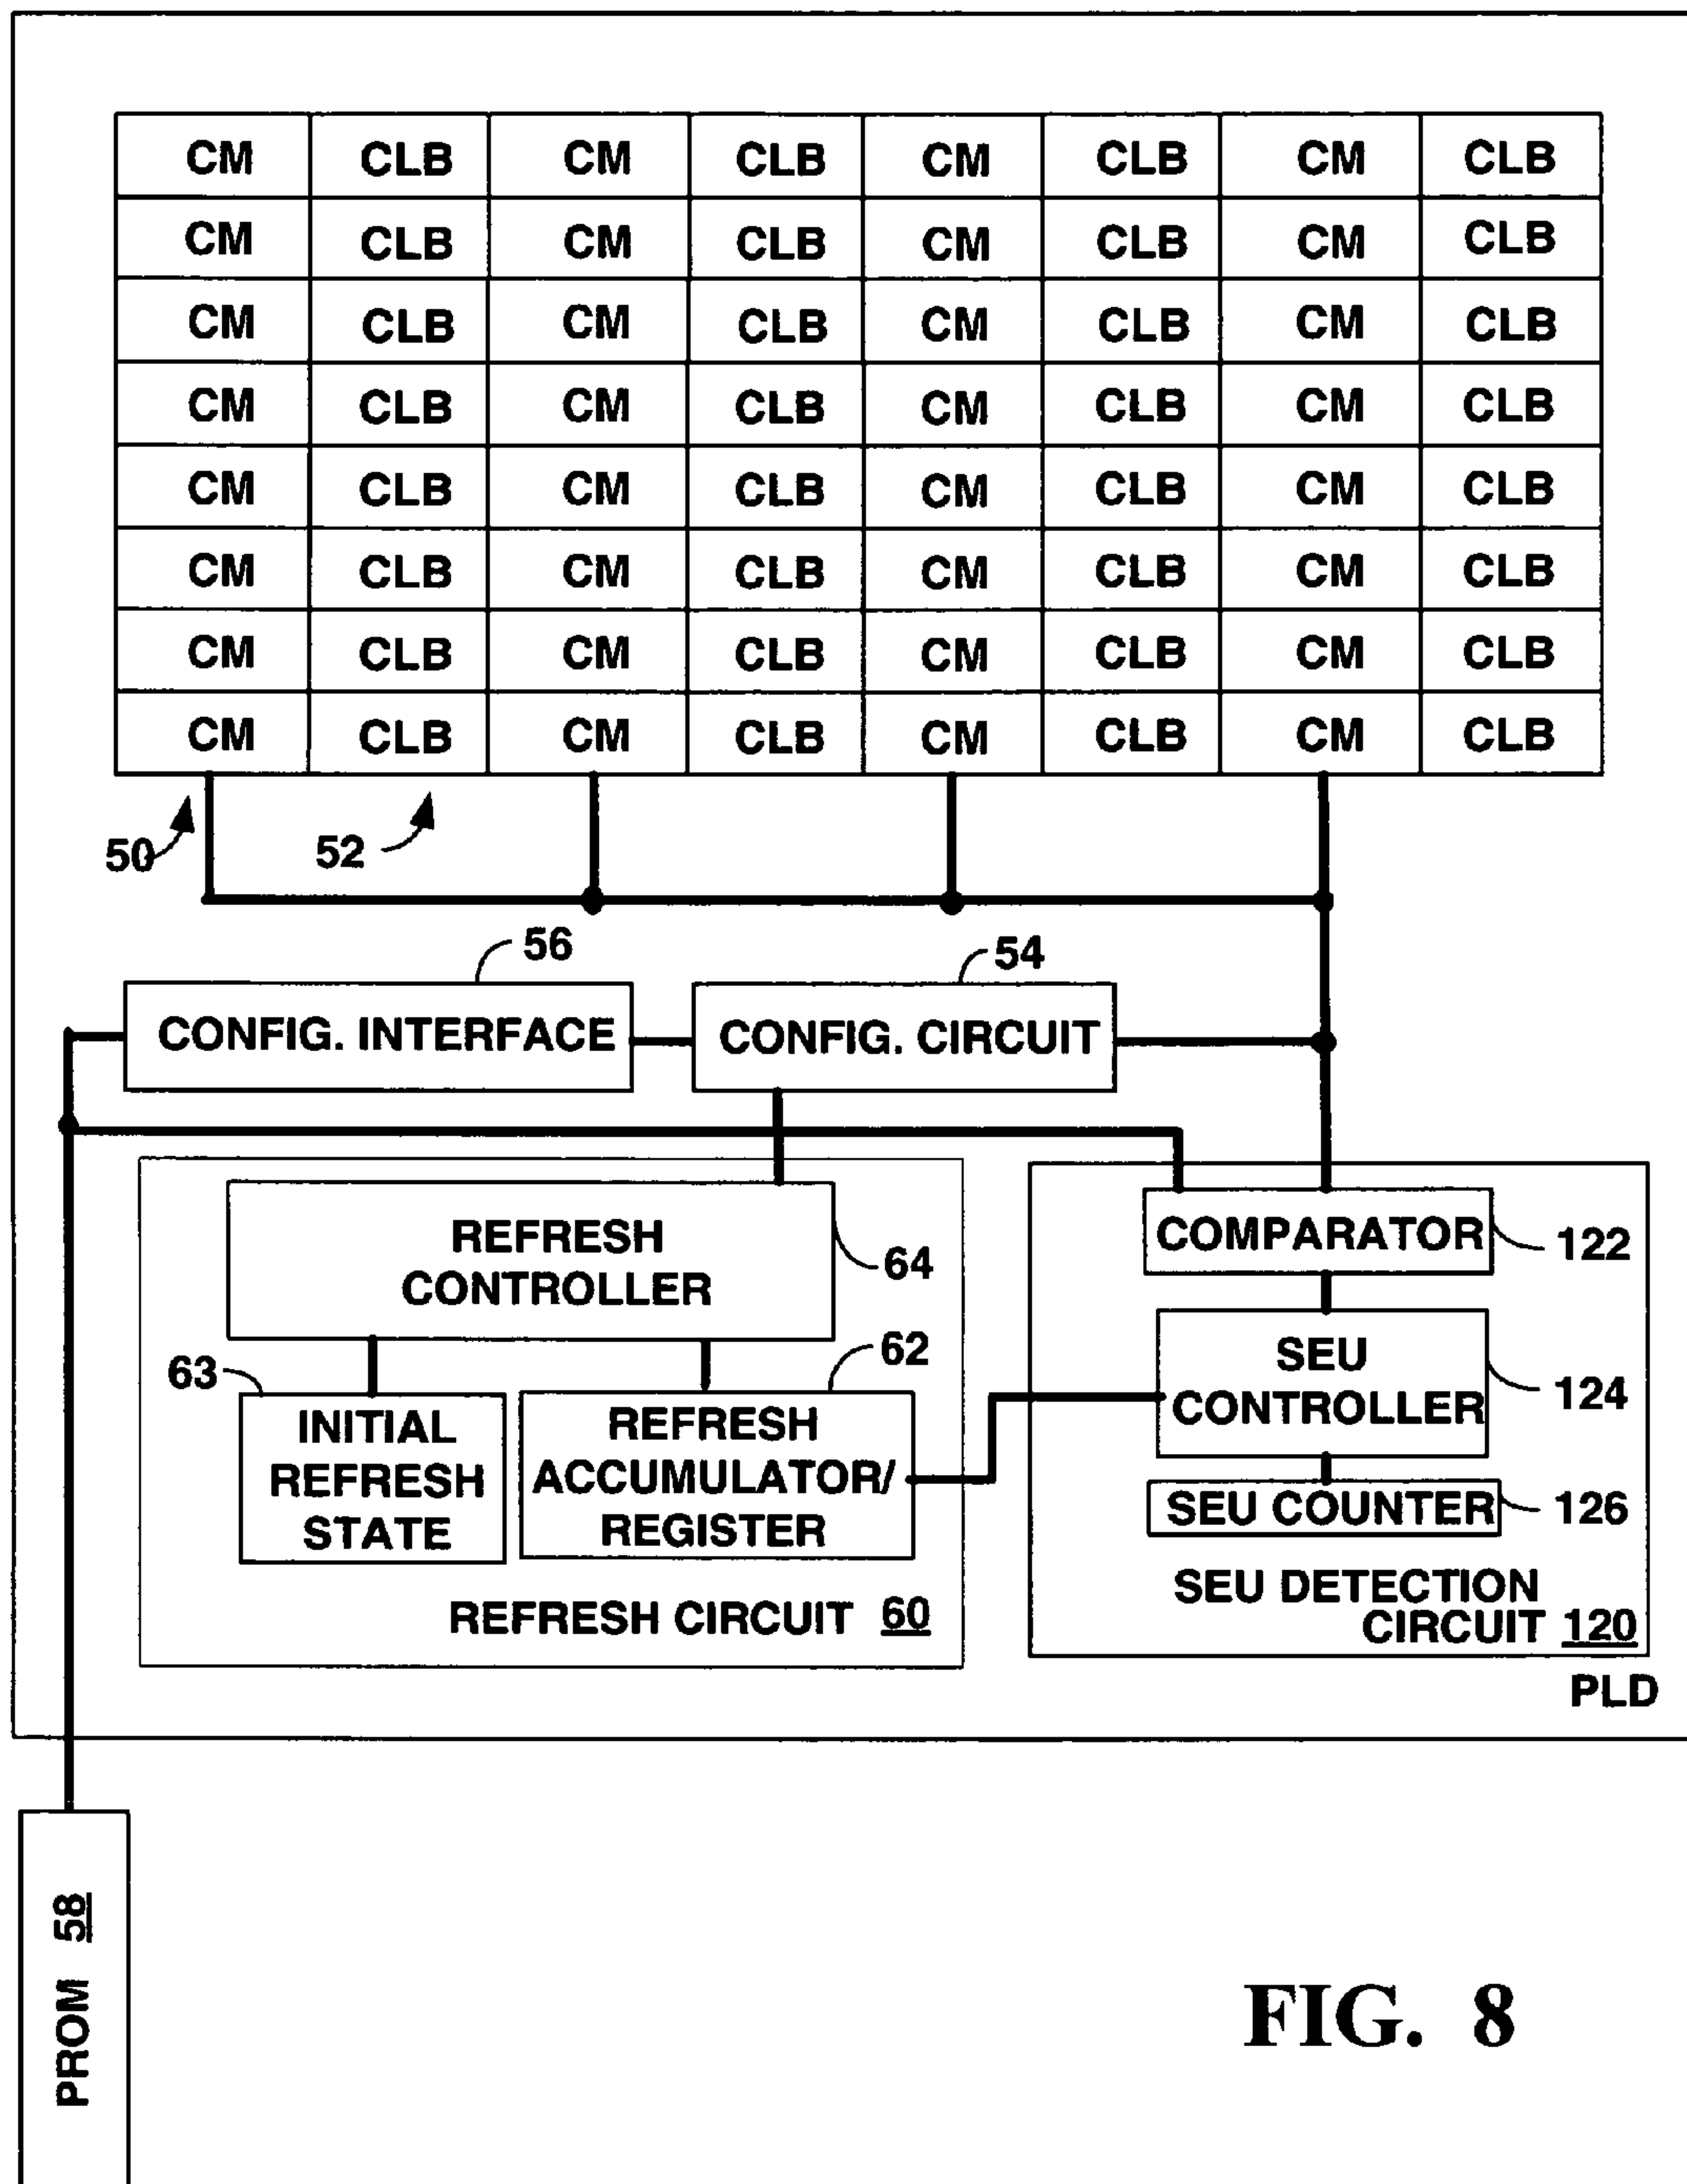 CM CLB CM CLB CM CLB CM CLB
CM CLB CM CLB CM CLB CM CLB
CM CLB CM CLB CM CLB CM CLB
CM CLB CM CLB CM CLB CM CLB
CM CLB CM CLB CM CLB CM CLB
CM CLB CM CLB CM CLB CM CLB
CM CLB CM CLB CM CLB CM CLB
CM CLB CM CLB CM CLB CM CLB
50
52
56
54
CONFIG. INTERFACE
CONFIG. CIRCUIT
REFRESH
CONTROLLER
64
63
62
INITIAL
REFRESH
STATE
REFRESH
ACCUMULATOR/
REGISTER
REFRESH CIRCUIT 60
COMPARATOR
122
SEU
CONTROLLER
124
SEU COUNTER
126
SEU DETECTION
CIRCUIT 120
PLD
PROM 58
FIG. 8